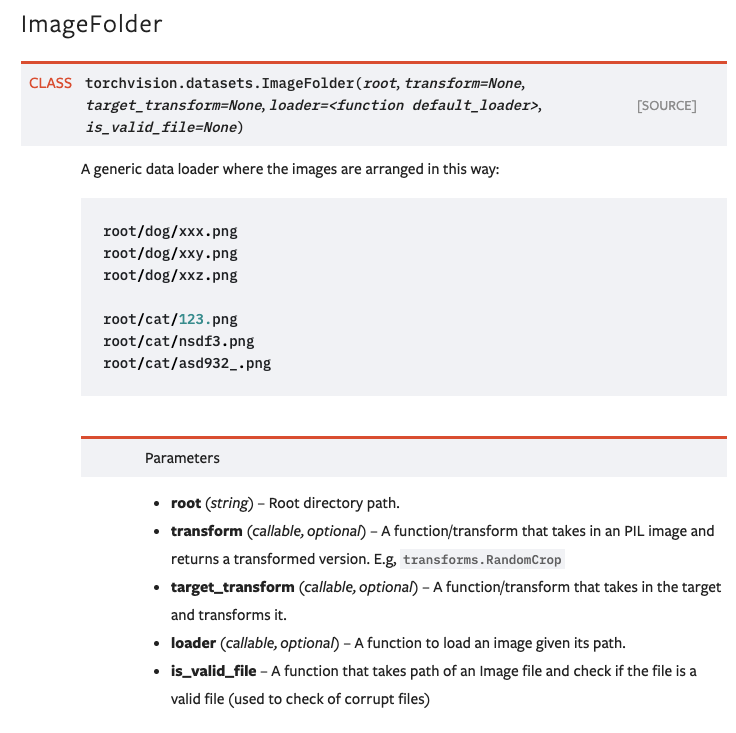 ImageFolder
CLASS torchvision.datasets.ImageFolder(root, transform=None,
target_transform=None, loader=<function default_loader>,
is_valid_file=None)
[SOURCE]
A generic data loader where the images are arranged in this way:
root/dog/xxx.png
root/dog/xxy.png
root/dog/xxz.png
root/cat/123.png
root/cat/nsdf3.png
root/cat/asd932_.png
Parameters
• root (string) – Root directory path.
• transform (callable, optional) – A function/transform that takes in an PIL image and
returns a transformed version. E.g, transforms.RandomCrop
• target_transform (callable, optional) – A function/transform that takes in the target
and transforms it.
• loader (callable, optional) – A function to load an image given its path.
• is_valid_file – A function that takes path of an Image file and check if the file is a
valid file (used to check of corrupt files)